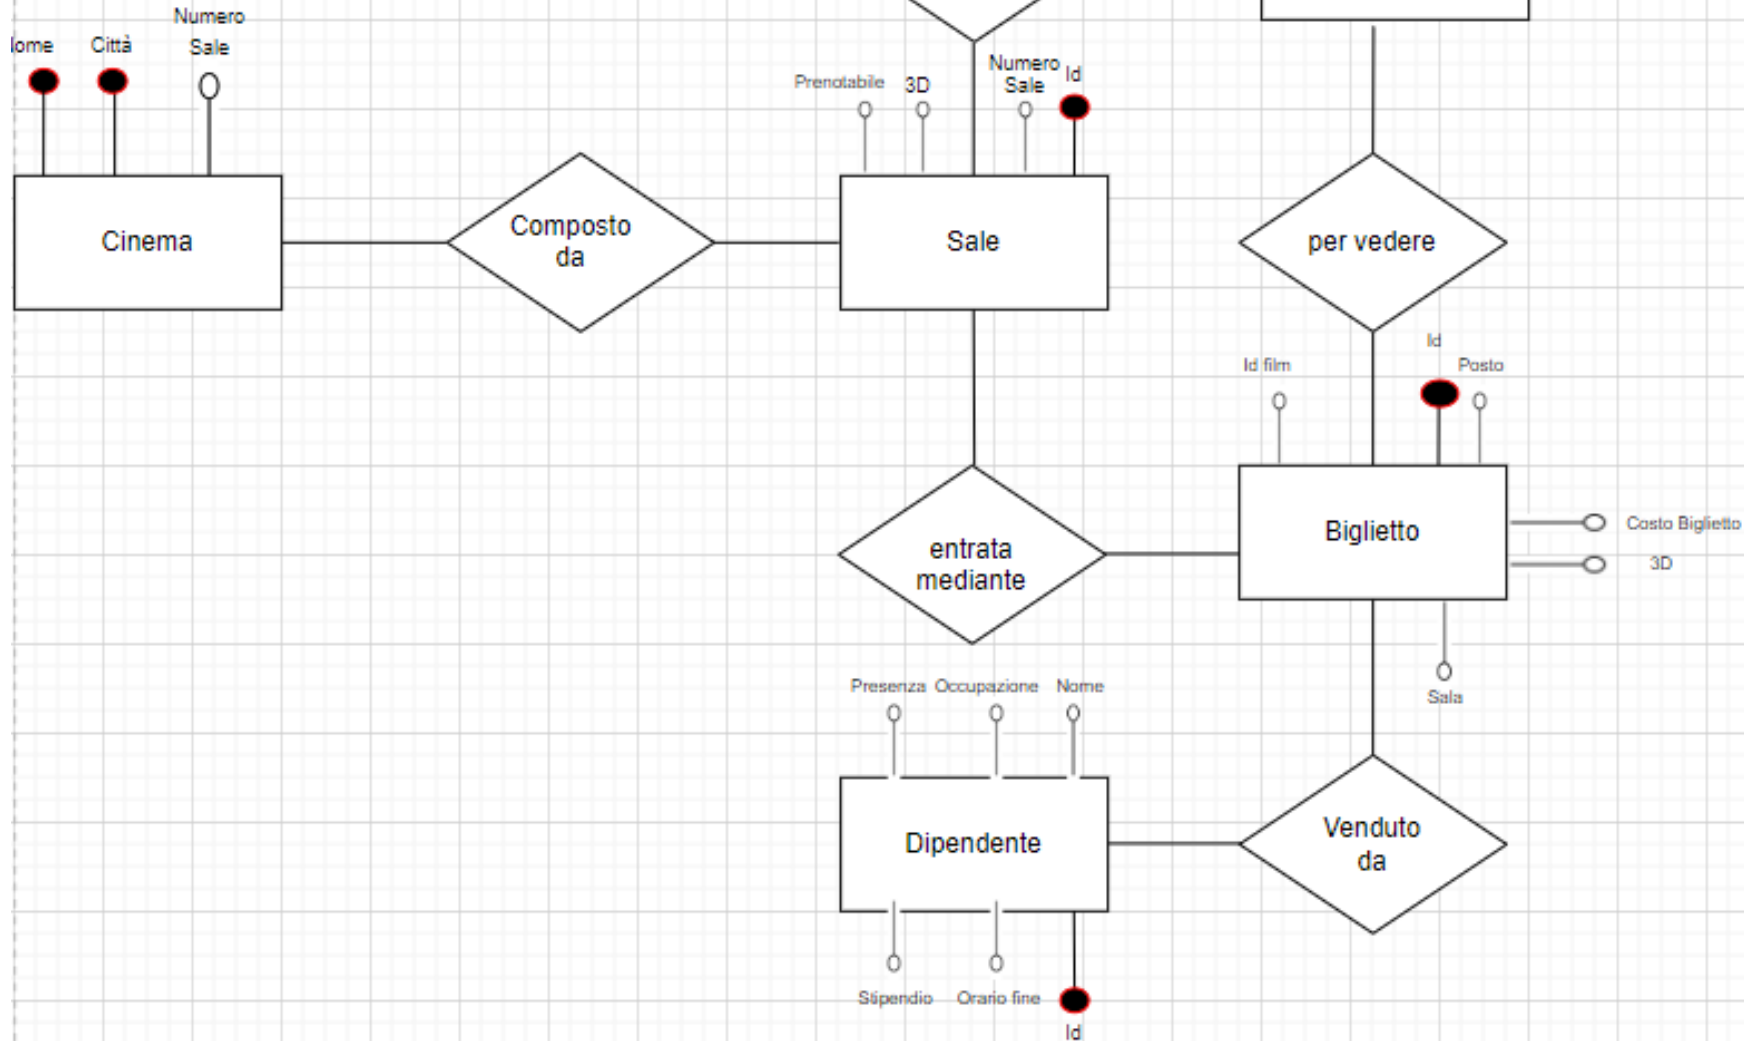 Numero
Sale
Città
Prenotabile
3D
Numero
Sale
Id
Cinema
Composto
da
Sale
per vedere
Id film
Id
Posto
entrata
mediante
Biglietto
Costo Biglietto
3D
Sala
Presenza
Occupazione
Nome
Dipendente
Venduto
da
Stipendio
Orario fine
Id